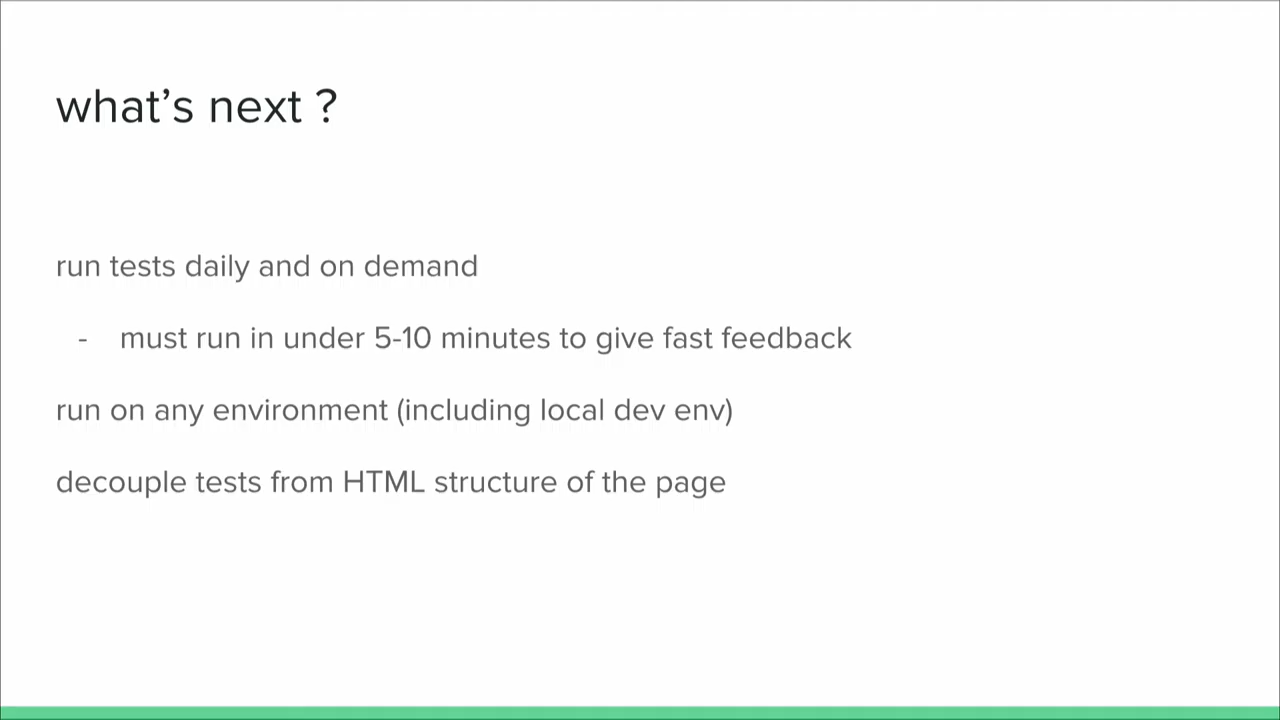 what’s next ?
run tests daily and on demand
- must run in under 5-10 minutes to give fast feedback
run on any environment (including local dev env)
decouple tests from HTML structure of the page